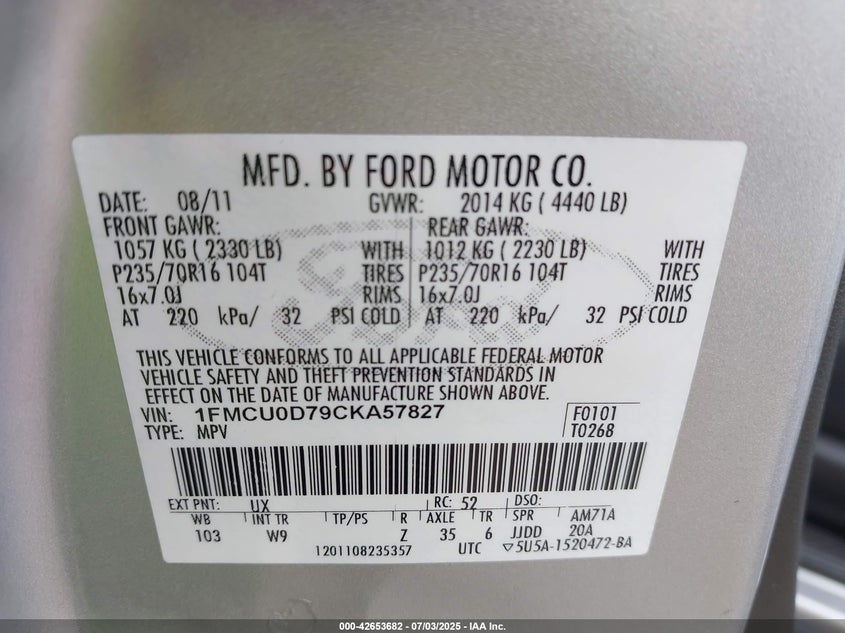 MFD. BY FORD MOTOR CO.
DATE: 08/11 GVWR: 2014 KG ( 4440 LB)
FRONT GAWR: REAR GAWR:
1057 KG ( 2330 LB) WITH 1012 KG ( 2230 LB) WITH
P235/70R16 104T TIRES P235/70R16 104T TIRES
16x7.0J RIMS 16x7.0J RIMS
AT 220 kPa/ 32 PSI COLD AT 220 kPa/ 32 PSI COLD
THIS VEHICLE CONFORMS TO ALL APPLICABLE FEDERAL MOTOR
VEHICLE SAFETY AND THEFT PREVENTION STANDARDS IN
EFFECT ON THE DATE OF MANUFACTURE SHOWN ABOVE.
VIN: 1FMCU0D79CKA57827 F0101
TYPE: MPV T0268
EXT PNT: UX RC: 52 DSO:
WB INT TR TP/PS R AXLE TR SPR AM71A
103 W9 Z 35 6 JJDD 20A
1201108235357 UTC ▽5U5A-1520472-BA
Ford
000-42653682 - 07/03/2025 - IAA Inc.